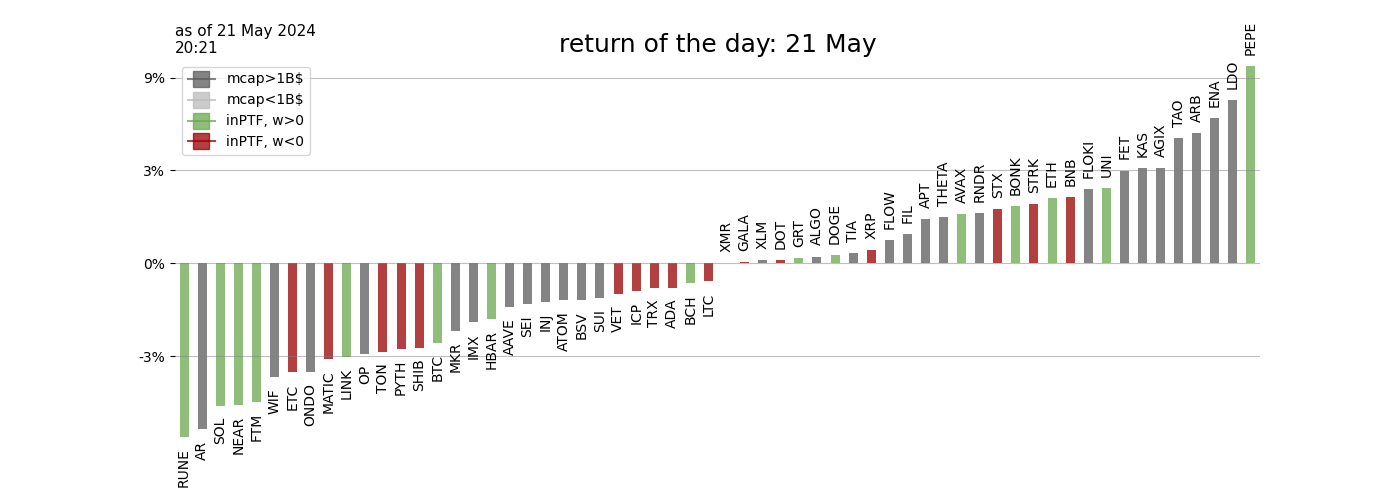 as of 21 May 2024
20:21
return of the day: 21 May
mcap>1B$
mcap<1B$
inPTF, w>0
inPTF, w<0
9%
3%
0%
-3%
RUNE
AR
SOL
NEAR
FTM
WIF
ETC
ONDO
MATIC
LINK
OP
TON
PYTH
SHIB
BTC
MKR
IMX
HBAR
AAVE
SEI
INJ
ATOM
BSV
SUI
VET
ICP
TRX
ADA
BCH
LTC
XMR
GALA
XLM
DOT
GRT
ALGO
DOGE
TIA
XRP
FLOW
FIL
APT
THETA
AVAX
RNDR
STX
BONK
STRK
ETH
BNB
FLOKI
UNI
FET
KAS
AGIX
TAO
ARB
ENA
LDO
PEPE